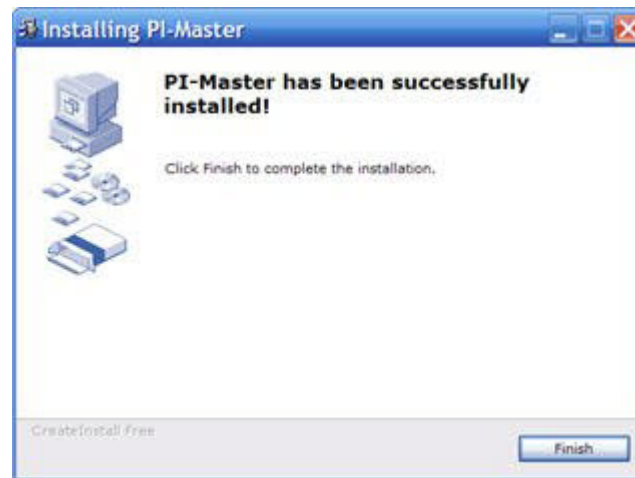 Installing PI-Master
PI-Master has been successfully
installed!
Click Finish to complete the installation.
CreateInstall Free
Finish